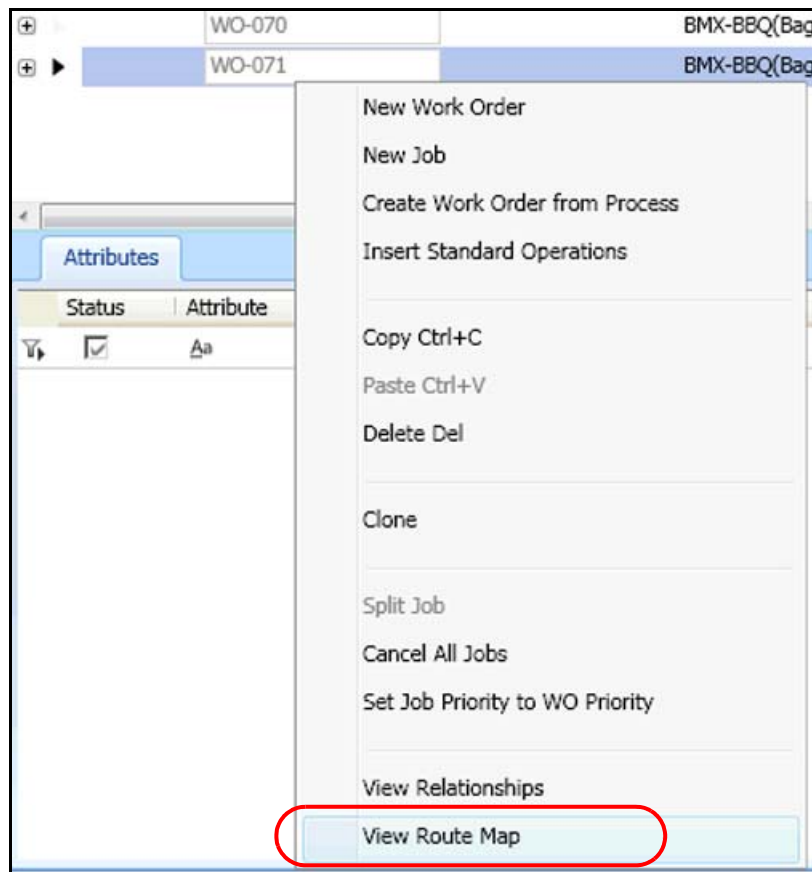 WO-070 BMX-BBQ(Bag
WO-071 BMX-BBQ(Bag
New Work Order
New Job
Create Work Order from Process
Insert Standard Operations
Attributes
Status Attribute
Aa
Copy Ctrl+C
Paste Ctrl+V
Delete Del
Clone
Split Job
Cancel All Jobs
Set Job Priority to WO Priority
View Relationships
View Route Map